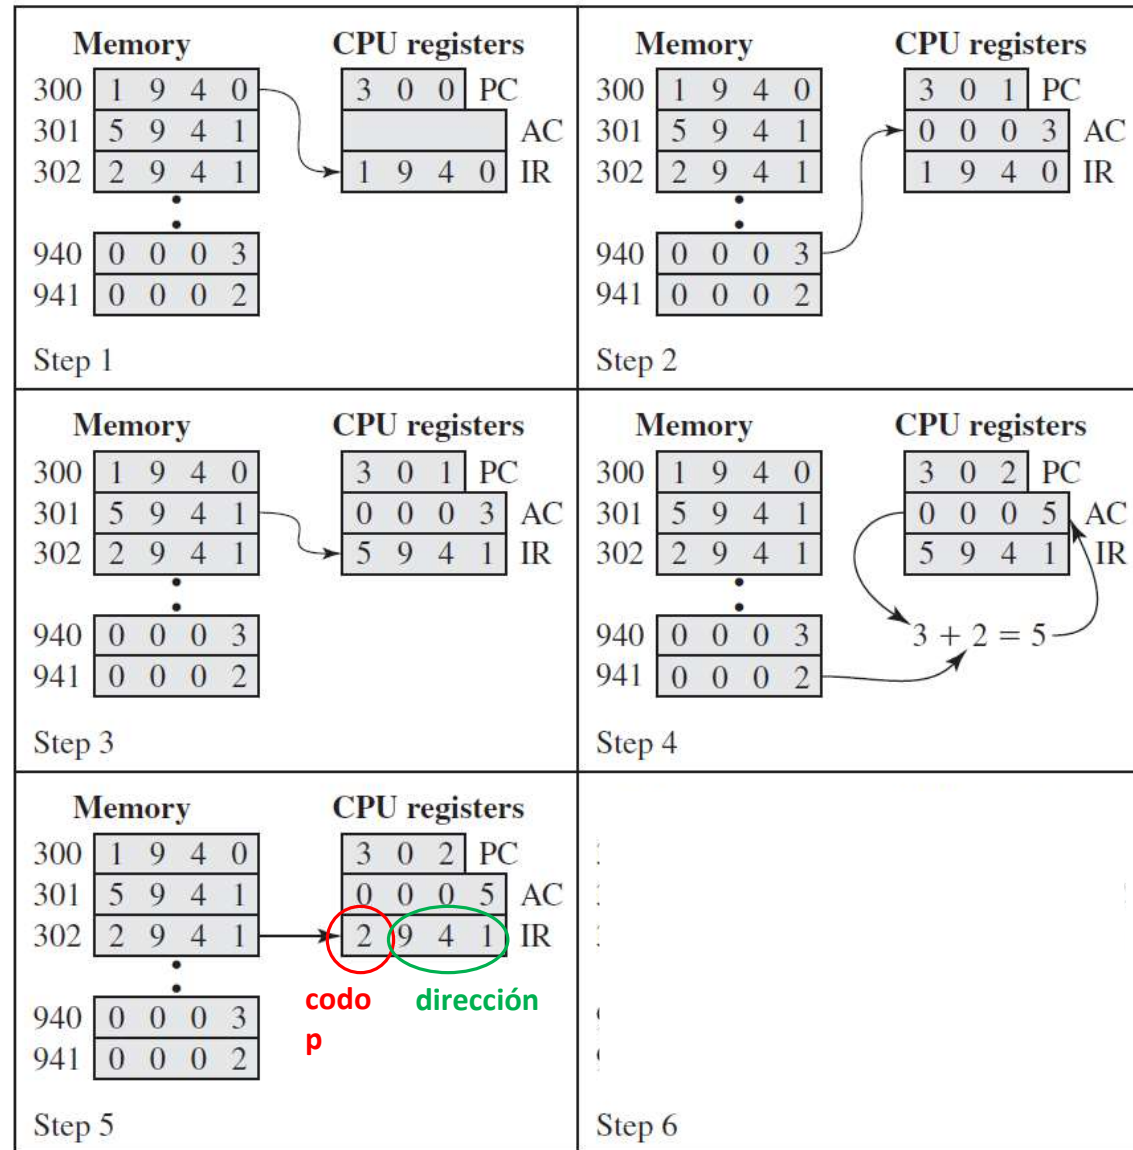 Memory CPU registers
300 1 9 4 0 3 0 0 PC
301 5 9 4 1 AC
302 2 9 4 1 1 9 4 0 IR
940 0 0 0 3
941 0 0 0 2
Step 1
Memory CPU registers
300 1 9 4 0 3 0 1 PC
301 5 9 4 1 0 0 0 3 AC
302 2 9 4 1 1 9 4 0 IR
940 0 0 0 3
941 0 0 0 2
Step 2
Memory CPU registers
300 1 9 4 0 3 0 1 PC
301 5 9 4 1 0 0 0 3 AC
302 2 9 4 1 5 9 4 1 IR
940 0 0 0 3
941 0 0 0 2
Step 3
Memory CPU registers
300 1 9 4 0 3 0 2 PC
301 5 9 4 1 0 0 0 5 AC
302 2 9 4 1 5 9 4 1 IR
940 0 0 0 3 3 + 2 = 5
941 0 0 0 2
Step 4
Memory CPU registers
300 1 9 4 0 3 0 2 PC
301 5 9 4 1 0 0 0 5 AC
302 2 9 4 1 2 9 4 1 IR
codo dirección
p
940 0 0 0 3
941 0 0 0 2
Step 5
Step 6